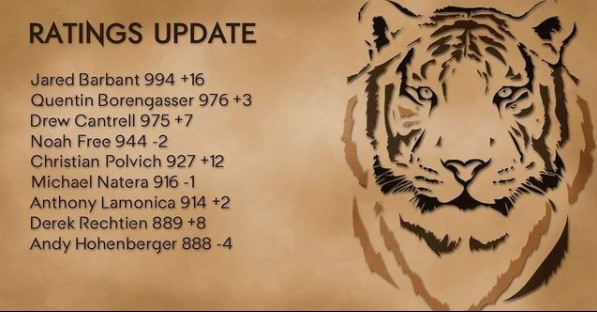 RATINGS UPDATE
Jared Barbant 994 +16
Quentin Borengasser 976 +3
Drew Cantrell 975 +7
Noah Free 944 -2
Christian Polvich 927 +12
Michael Natera 916 -1
Anthony Lamonica 914 +2
Derek Rechtien 889 +8
Andy Hohenberger 888 -4